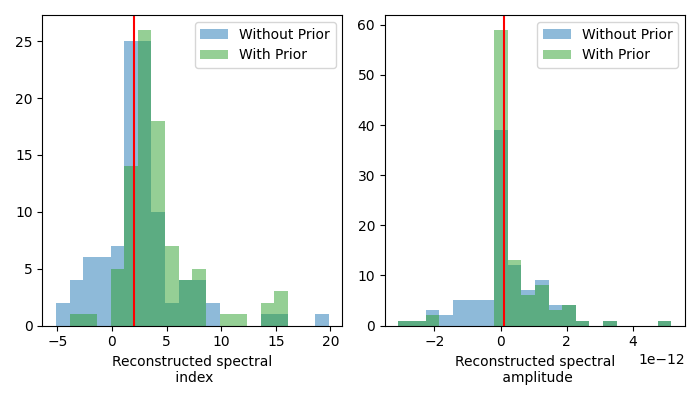 25
20
15
10
5
0
−5
0
5
10
15
20
Without Prior
With Prior
Reconstructed spectral
index
60
50
40
30
20
10
0
−2
0
2
4
1e−12
Without Prior
With Prior
Reconstructed spectral
amplitude